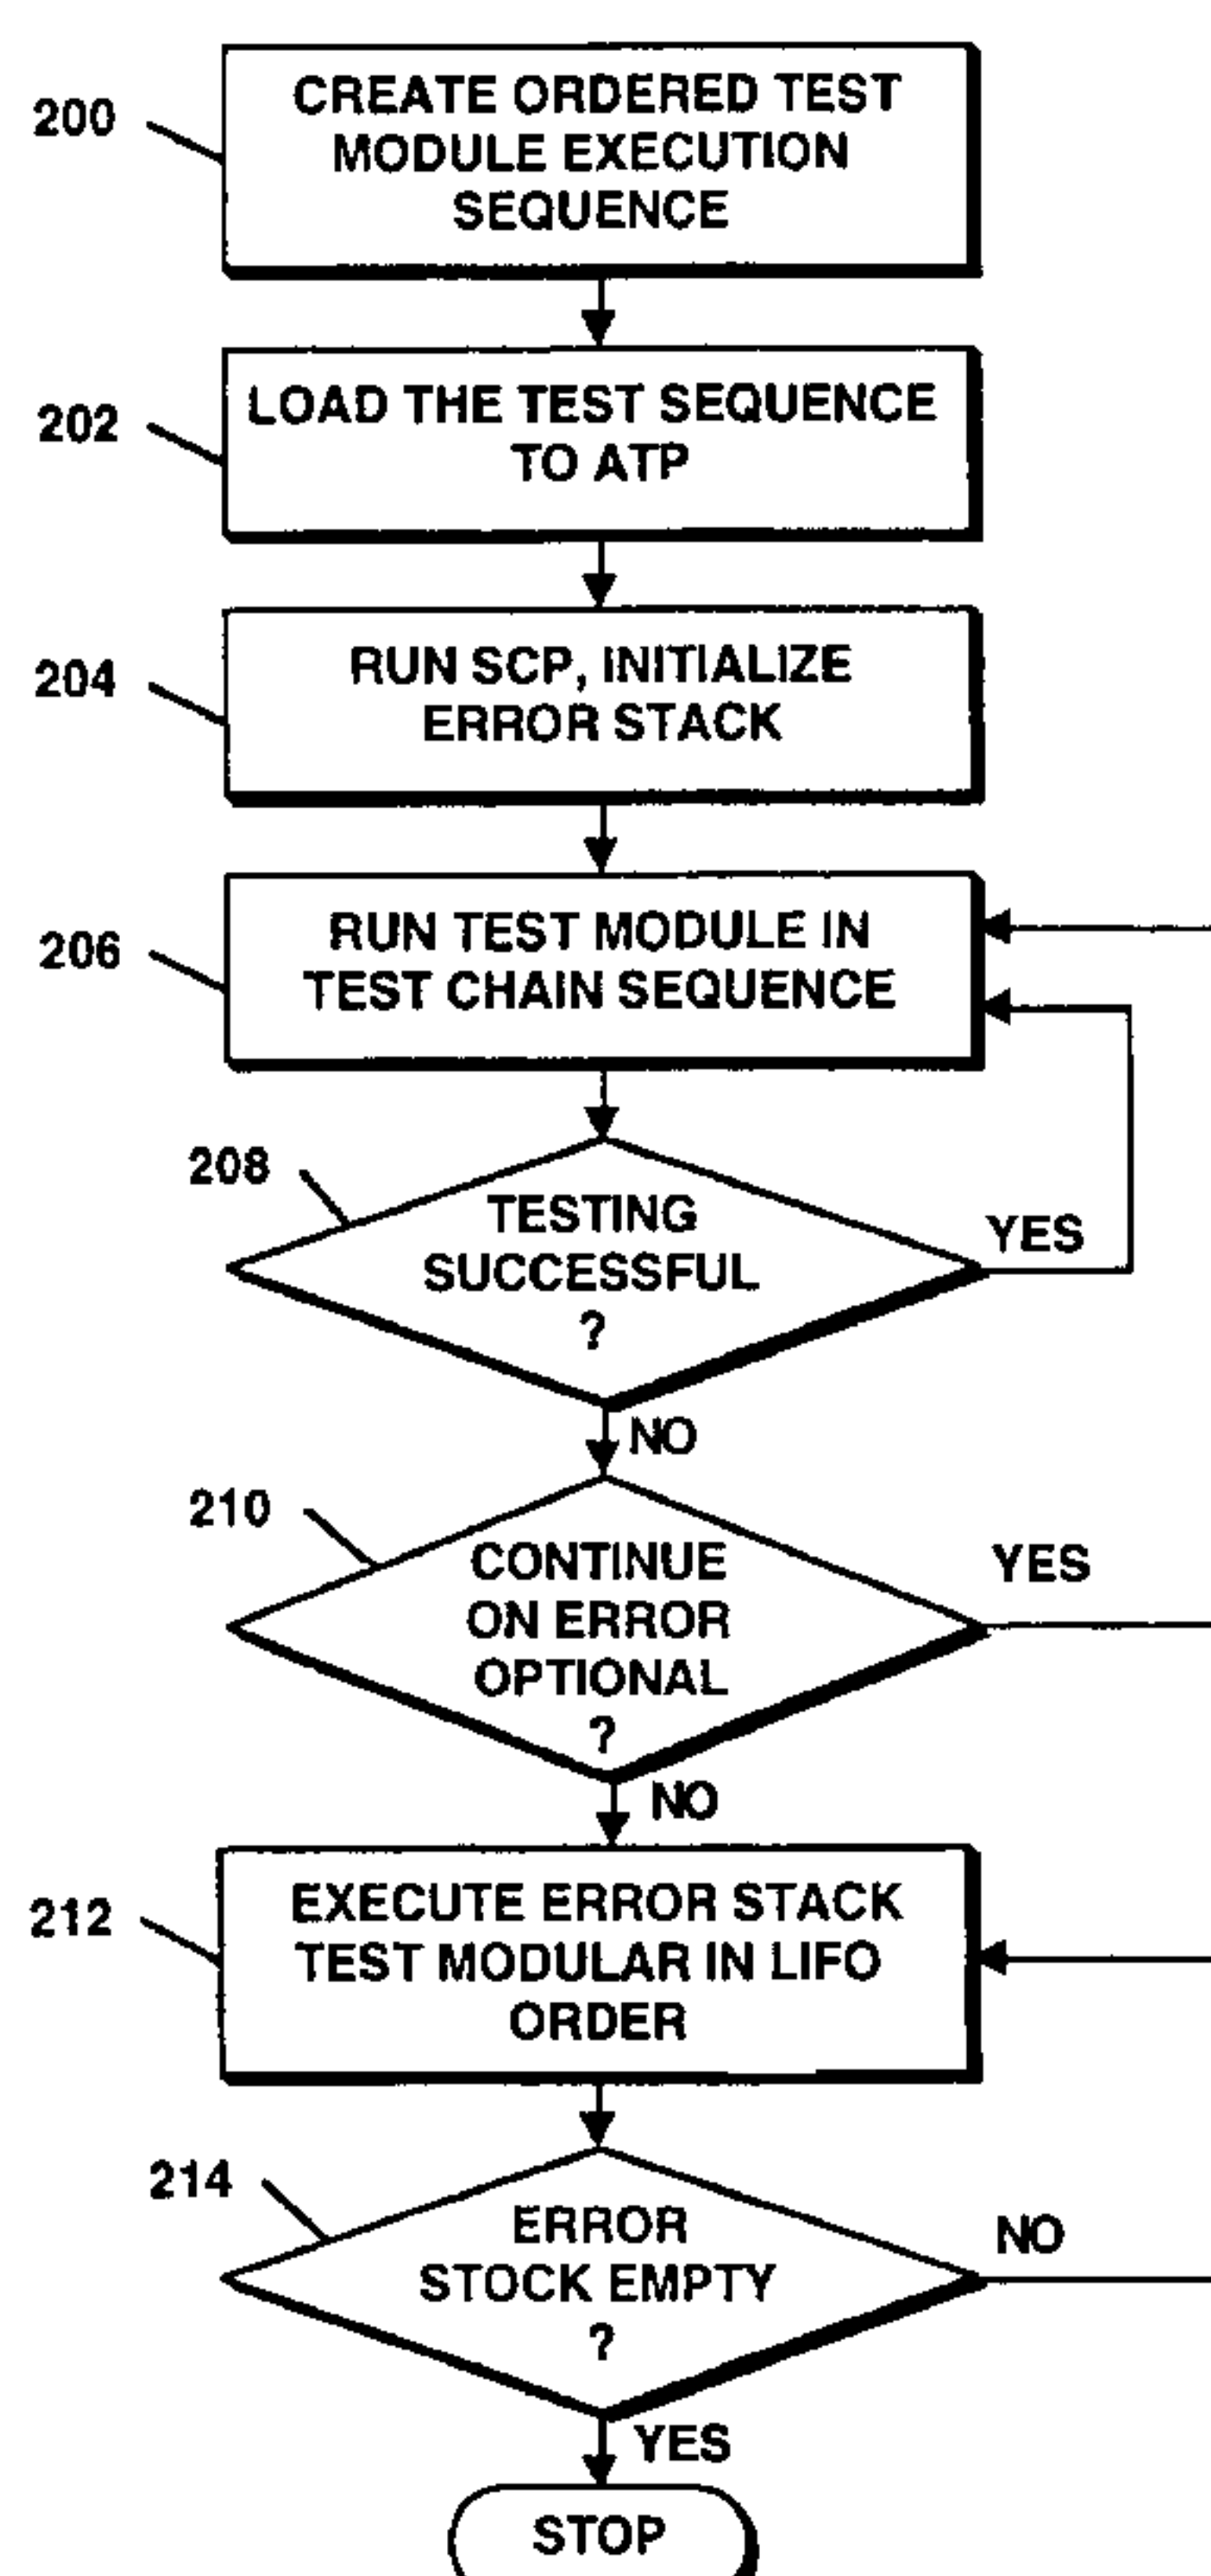 200
CREATE ORDERED TEST
MODULE EXECUTION
SEQUENCE
202
LOAD THE TEST SEQUENCE
TO ATP
204
RUN SCP, INITIALIZE
ERROR STACK
206
RUN TEST MODULE IN
TEST CHAIN SEQUENCE
208
TESTING
SUCCESSFUL
?
YES
NO
210
CONTINUE
ON ERROR
OPTIONAL
?
YES
NO
212
EXECUTE ERROR STACK
TEST MODULAR IN LIFO
ORDER
214
ERROR
STOCK EMPTY
?
NO
YES
STOP